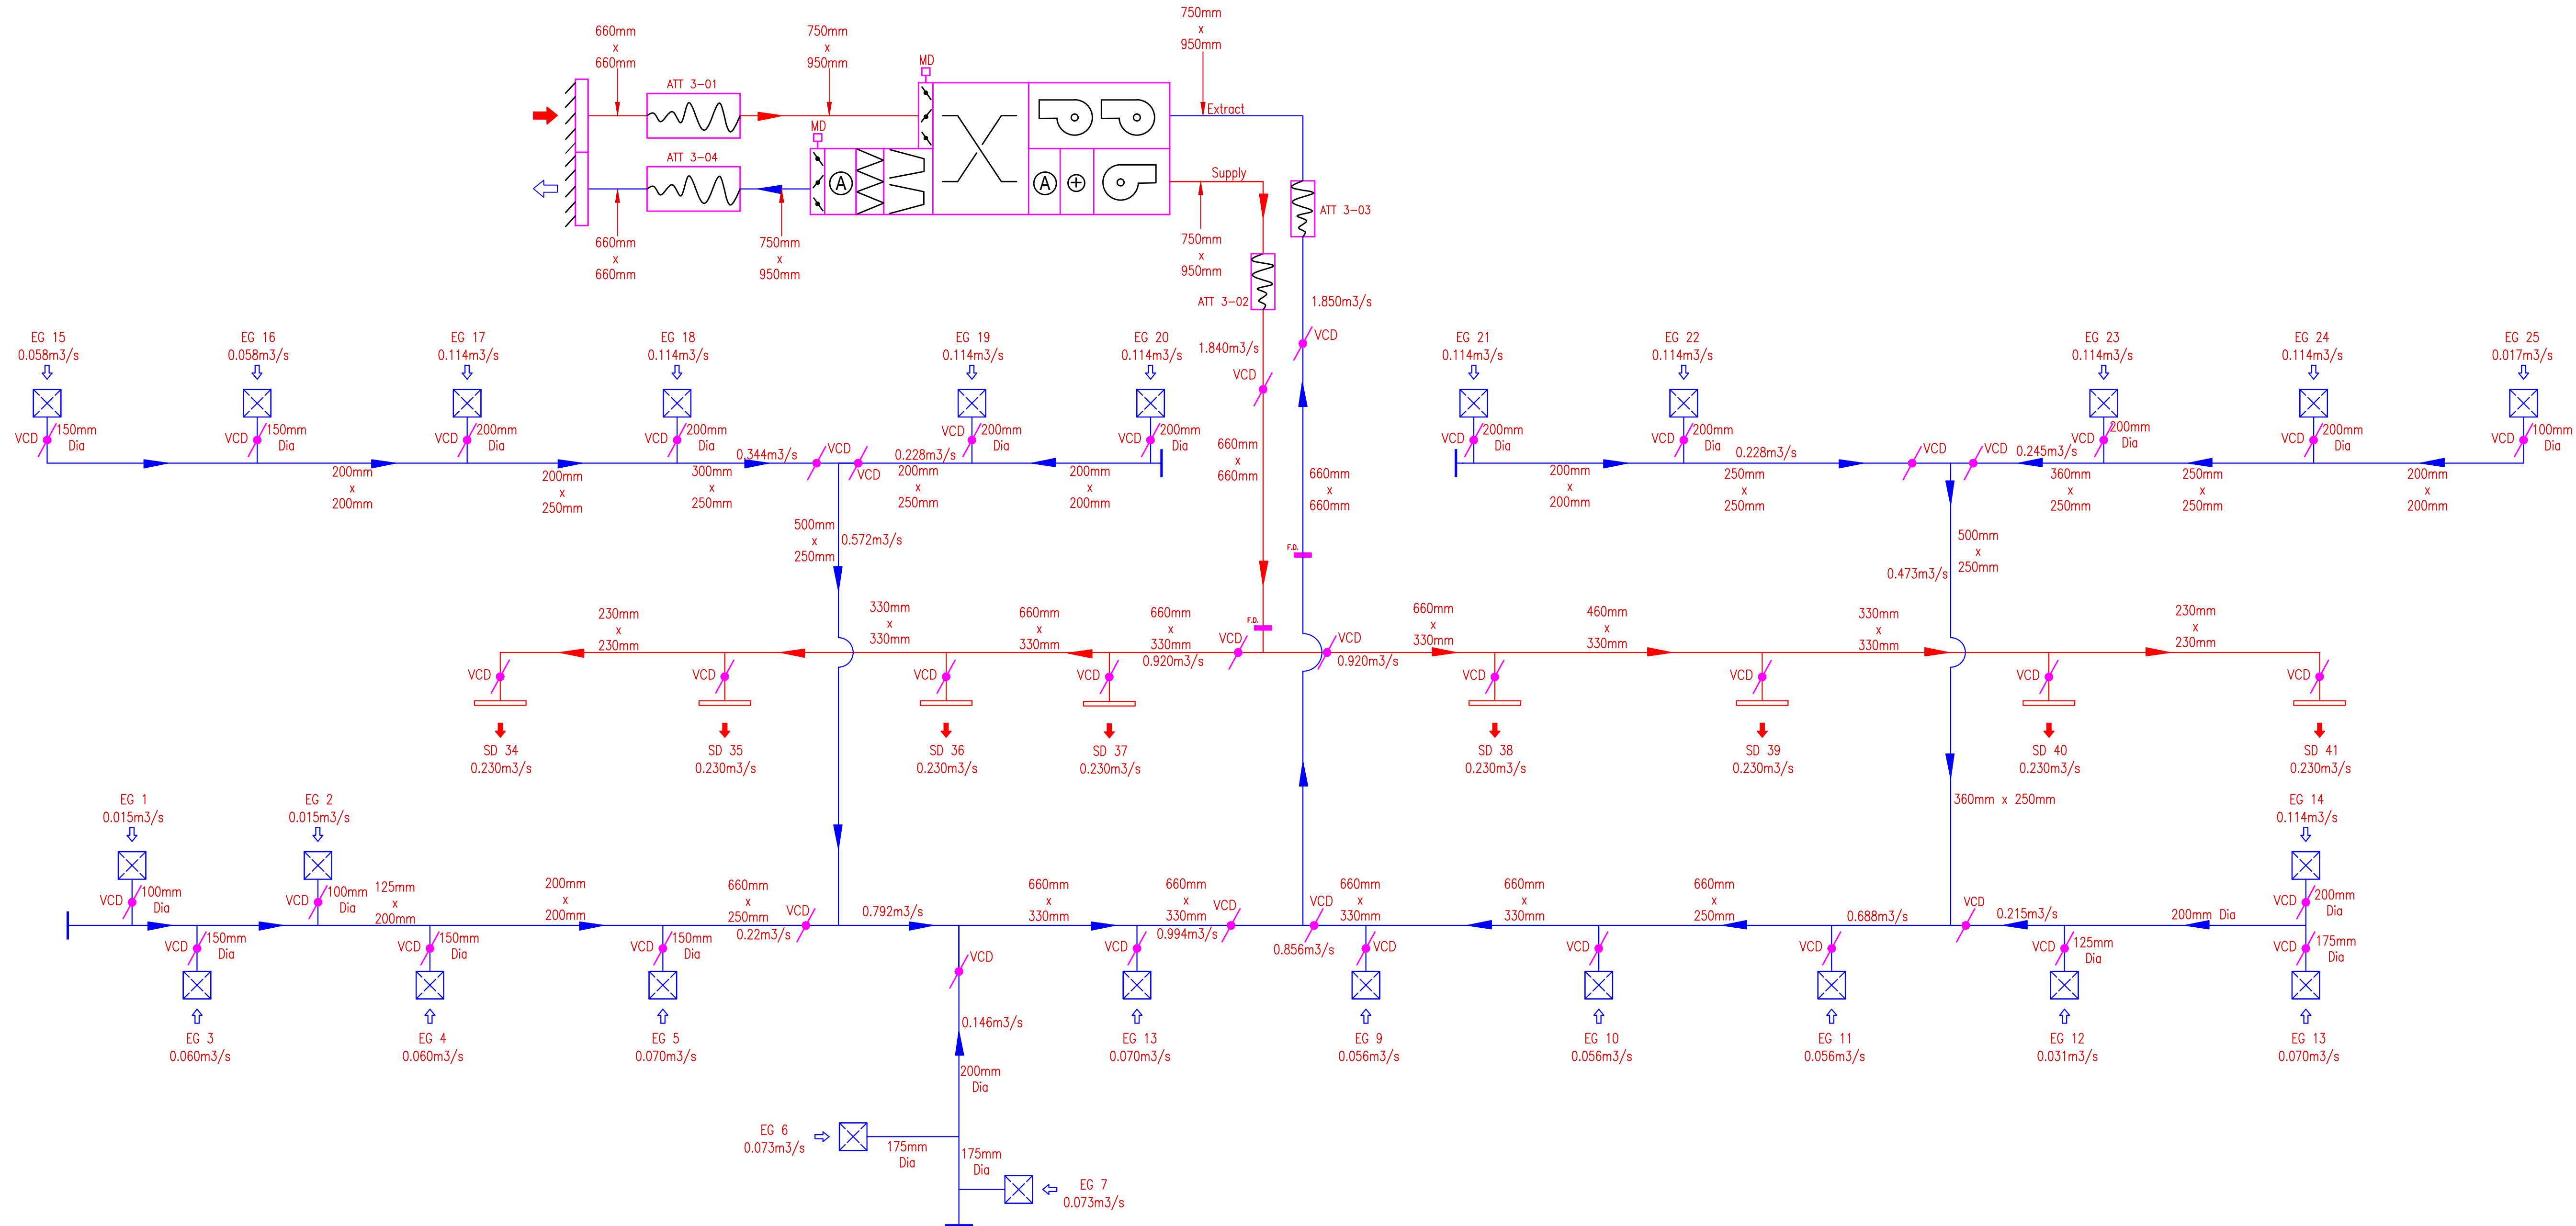 660mm
x
660mm
ATT 3-01
750mm
x
950mm
MD
750mm
x
950mm
Extract
ATT 3-04
MD
A
A
Supply
660mm
x
660mm
750mm
x
950mm
750mm
x
950mm
ATT 3-03
ATT 3-02
1.850m3/s
VCD
1.840m3/s
VCD
660mm
x
660mm
660mm
x
660mm
F.D.
F.D.
EG 15
0.058m3/s
VCD
150mm
Dia
EG 16
0.058m3/s
VCD
150mm
Dia
EG 17
0.114m3/s
VCD
200mm
Dia
EG 18
0.114m3/s
VCD
200mm
Dia
EG 19
0.114m3/s
VCD
200mm
Dia
EG 20
0.114m3/s
VCD
200mm
Dia
EG 21
0.114m3/s
VCD
200mm
Dia
EG 22
0.114m3/s
VCD
200mm
Dia
EG 23
0.114m3/s
VCD
200mm
Dia
EG 24
0.114m3/s
VCD
200mm
Dia
EG 25
0.017m3/s
VCD
100mm
Dia
200mm
x
200mm
200mm
x
250mm
0.344m3/s
300mm
x
250mm
VCD
VCD
0.228m3/s
200mm
x
250mm
200mm
x
200mm
200mm
x
200mm
0.228m3/s
250mm
x
250mm
VCD
VCD
0.245m3/s
360mm
x
250mm
250mm
x
250mm
200mm
x
200mm
500mm
x
250mm
0.572m3/s
500mm
x
250mm
0.473m3/s
230mm
x
230mm
330mm
x
330mm
660mm
x
330mm
660mm
x
330mm
0.920m3/s
VCD
VCD
0.920m3/s
660mm
x
330mm
460mm
x
330mm
330mm
x
330mm
230mm
x
230mm
VCD
SD 34
0.230m3/s
VCD
SD 35
0.230m3/s
VCD
SD 36
0.230m3/s
VCD
SD 37
0.230m3/s
VCD
SD 38
0.230m3/s
VCD
SD 39
0.230m3/s
VCD
SD 40
0.230m3/s
VCD
SD 41
0.230m3/s
360mm x 250mm
EG 1
0.015m3/s
VCD
100mm
Dia
EG 2
0.015m3/s
VCD
100mm
Dia
125mm
x
200mm
200mm
x
200mm
660mm
x
250mm
0.22m3/s
VCD
0.792m3/s
660mm
x
330mm
660mm
x
330mm
0.994m3/s
VCD
VCD
0.856m3/s
660mm
x
330mm
660mm
x
330mm
660mm
x
250mm
0.688m3/s
VCD
0.215m3/s
200mm Dia
EG 14
0.114m3/s
VCD
200mm
Dia
VCD
150mm
Dia
EG 3
0.060m3/s
VCD
150mm
Dia
EG 4
0.060m3/s
VCD
150mm
Dia
EG 5
0.070m3/s
VCD
0.146m3/s
200mm
Dia
VCD
EG 13
0.070m3/s
VCD
EG 9
0.056m3/s
VCD
EG 10
0.056m3/s
VCD
EG 11
0.056m3/s
VCD
125mm
Dia
EG 12
0.031m3/s
VCD
175mm
Dia
EG 13
0.070m3/s
EG 6
0.073m3/s
175mm
Dia
175mm
Dia
EG 7
0.073m3/s